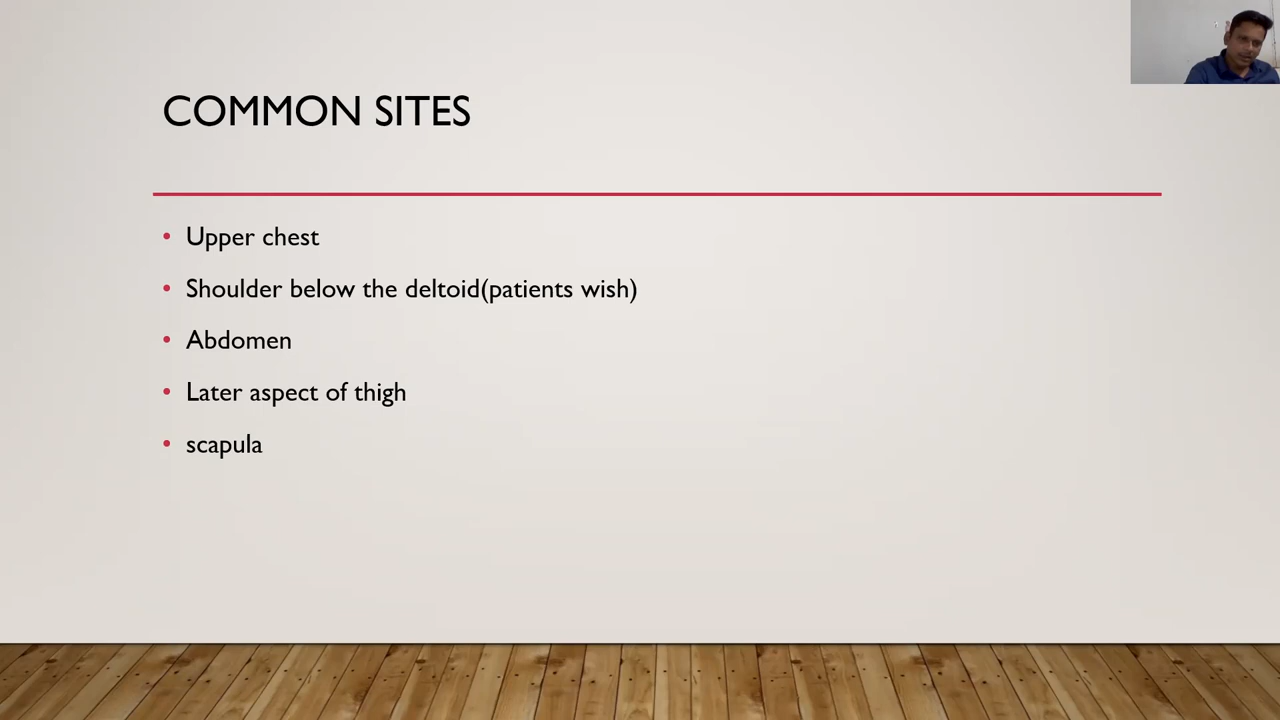 COMMON SITES
• Upper chest
• Shoulder below the deltoid(patients wish)
• Abdomen
• Later aspect of thigh
• scapula